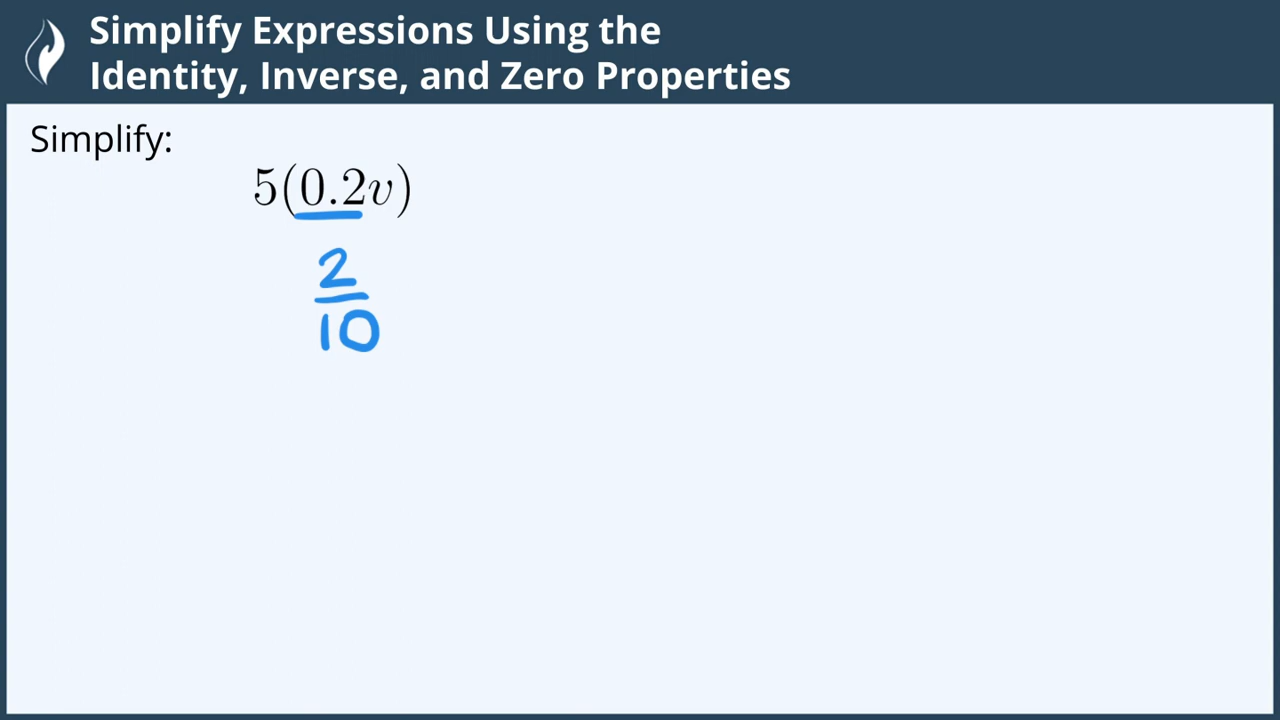 Simplify Expressions Using the
Identity, Inverse, and Zero Properties
Simplify:
5(0.2v)
2
10